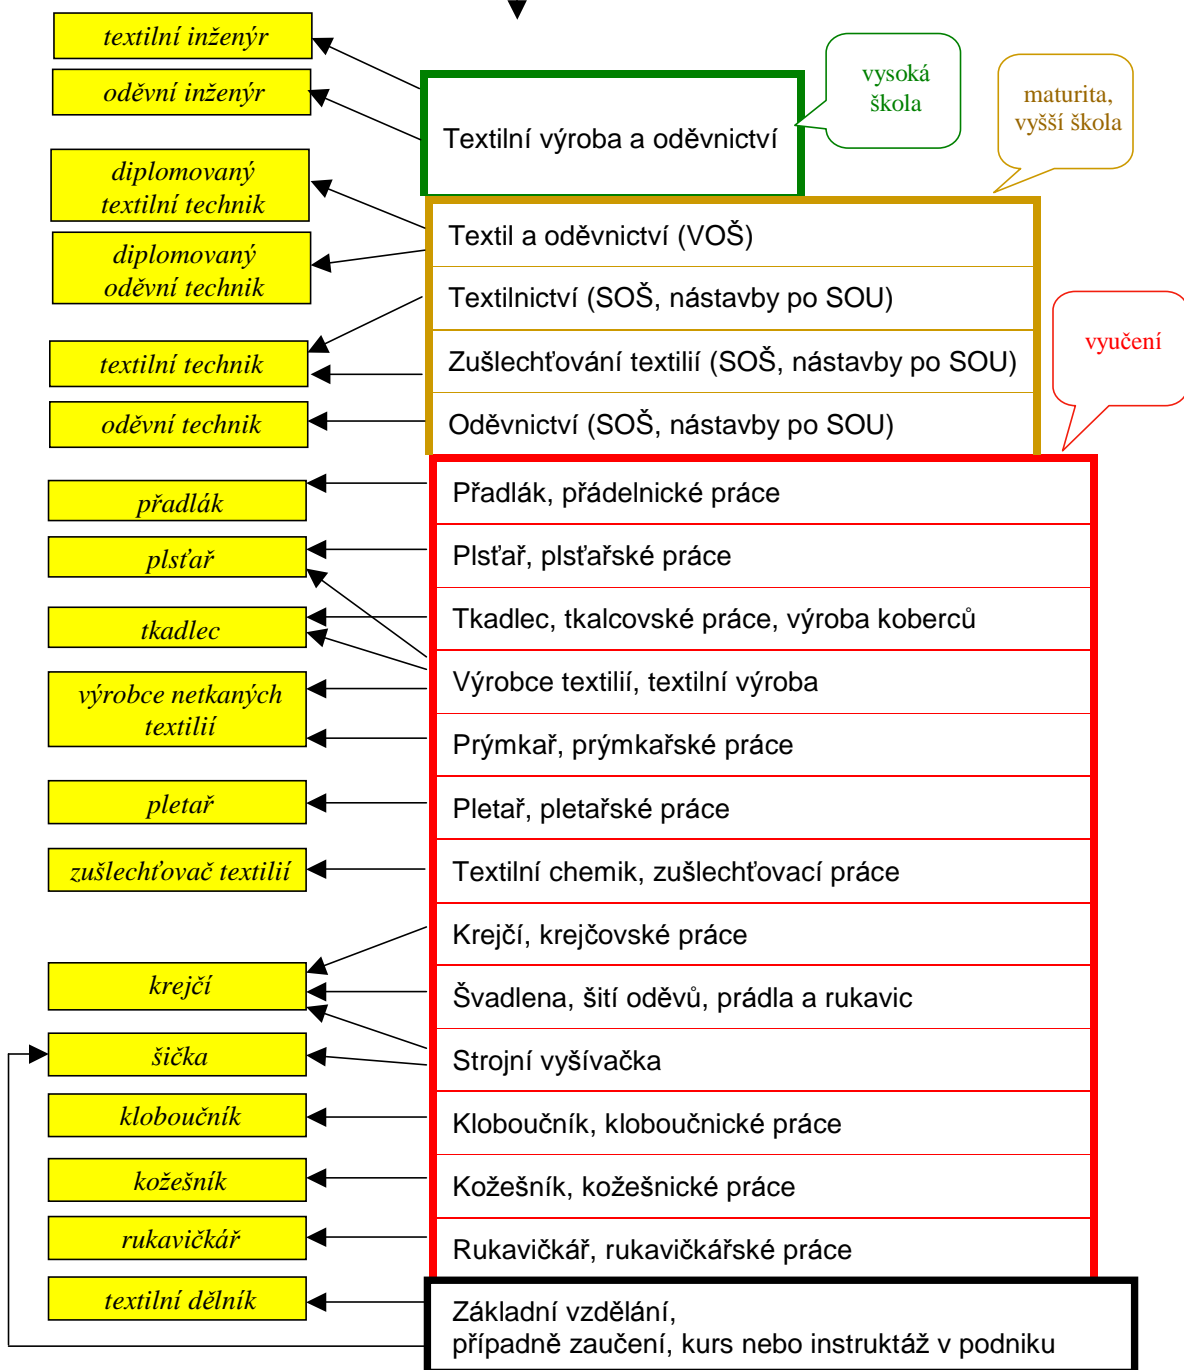 textilní inženýr
oděvní inženýr
vysoká
škola
maturita,
vyšší škola
Textilní výroba a oděvnictví
diplomovaný
textilní technik
Textil a oděvnictví (VOŠ)
diplomovaný
oděvní technik
Textilnictví (SOŠ, nástavby po SOU)
vyučení
textilní technik
Zušlechťování textilií (SOŠ, nástavby po SOU)
oděvní technik
Oděvnictví (SOŠ, nástavby po SOU)
přadlák
Přadlák, přádelnické práce
plsťař
Plsťař, plsťařské práce
tkadlec
Tkadlec, tkalcovské práce, výroba koberců
výrobce netkaných
textilií
Výrobce textilií, textilní výroba
Prýmkař, prýmkařské práce
pletař
Pletař, pletařské práce
zušlechťovač textilií
Textilní chemik, zušlechťovací práce
Krejčí, krejčovské práce
krejčí
Švadlena, šití oděvů, prádla a rukavic
šička
Strojní vyšívačka
kloboučník
Kloboučník, kloboučnické práce
kožešník
Kožešník, kožešnické práce
rukavičkář
Rukavičkář, rukavičkářské práce
textilní dělník
Základní vzdělání,
případně zaučení, kurs nebo instruktáž v podniku